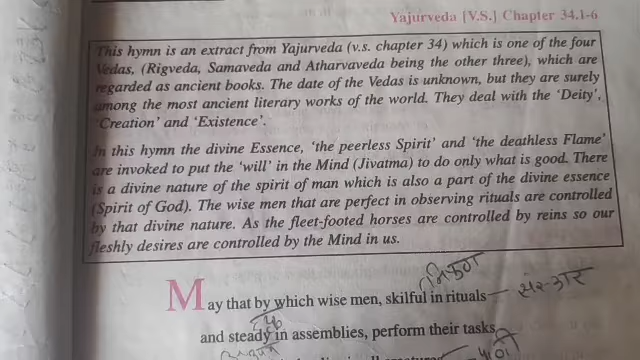 Yajurveda [V.S.] Chapter 34.1-6
This hymn is an extract from Yajurveda (v.s. chapter 34) which is one of the four
Vedas, (Rigveda, Samaveda and Atharvaveda being the other three), which are
regarded as ancient books. The date of the Vedas is unknown, but they are surely
among the most ancient literary works of the world. They deal with the 'Deity',
'Creation' and 'Existence'.
In this hymn the divine Essence, 'the peerless Spirit' and 'the deathless Flame'
are invoked to put the 'will' in the Mind (Jivatma) to do only what is good. There
is a divine nature of the spirit of man which is also a part of the divine essence
(Spirit of God). The wise men that are perfect in observing rituals are controlled
by that divine nature. As the fleet-footed horses are controlled by reins so our
fleshly desires are controlled by the Mind in us.
May that by which wise men, skilful in rituals
and steady in assemblies, perform their tasks